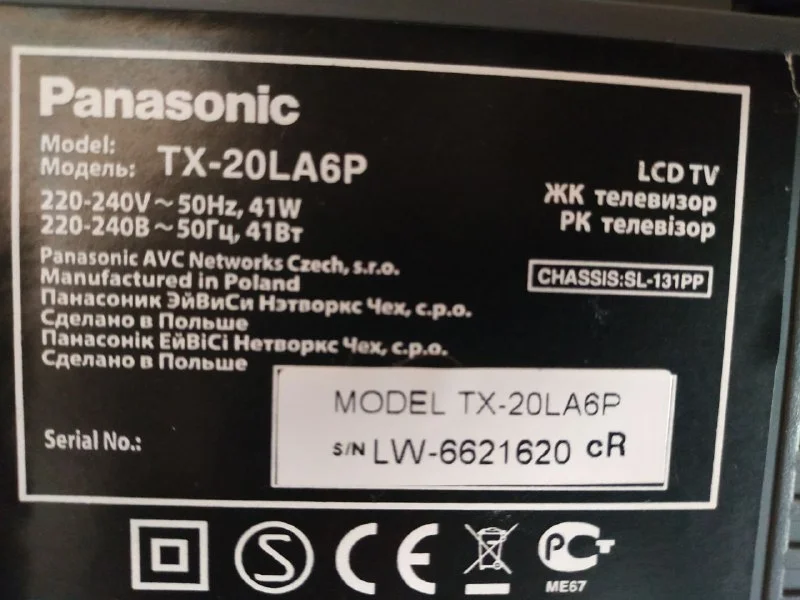 Panasonic
Model:
Модель: TX-20LA6P
220-240V ~ 50Hz, 41W
220-240В ~ 50Гц, 41Вт
LCD TV
ЖК телевизор
РК телевізор
Panasonic AVC Networks Czech, s.r.o.
Manufactured in Poland
Панасоник ЭйВиСи Нэтворкс Чех, с.р.о.
Сделано в Польше
Панасонік ЕйВіСі Нетворкс Чех, с.р.о.
Сделано в Польше
CHASSIS:SL-131PP
MODEL TX-20LA6P
Serial No.:
S/N LW-6621620 cR
S
CE
РСТ
ME67